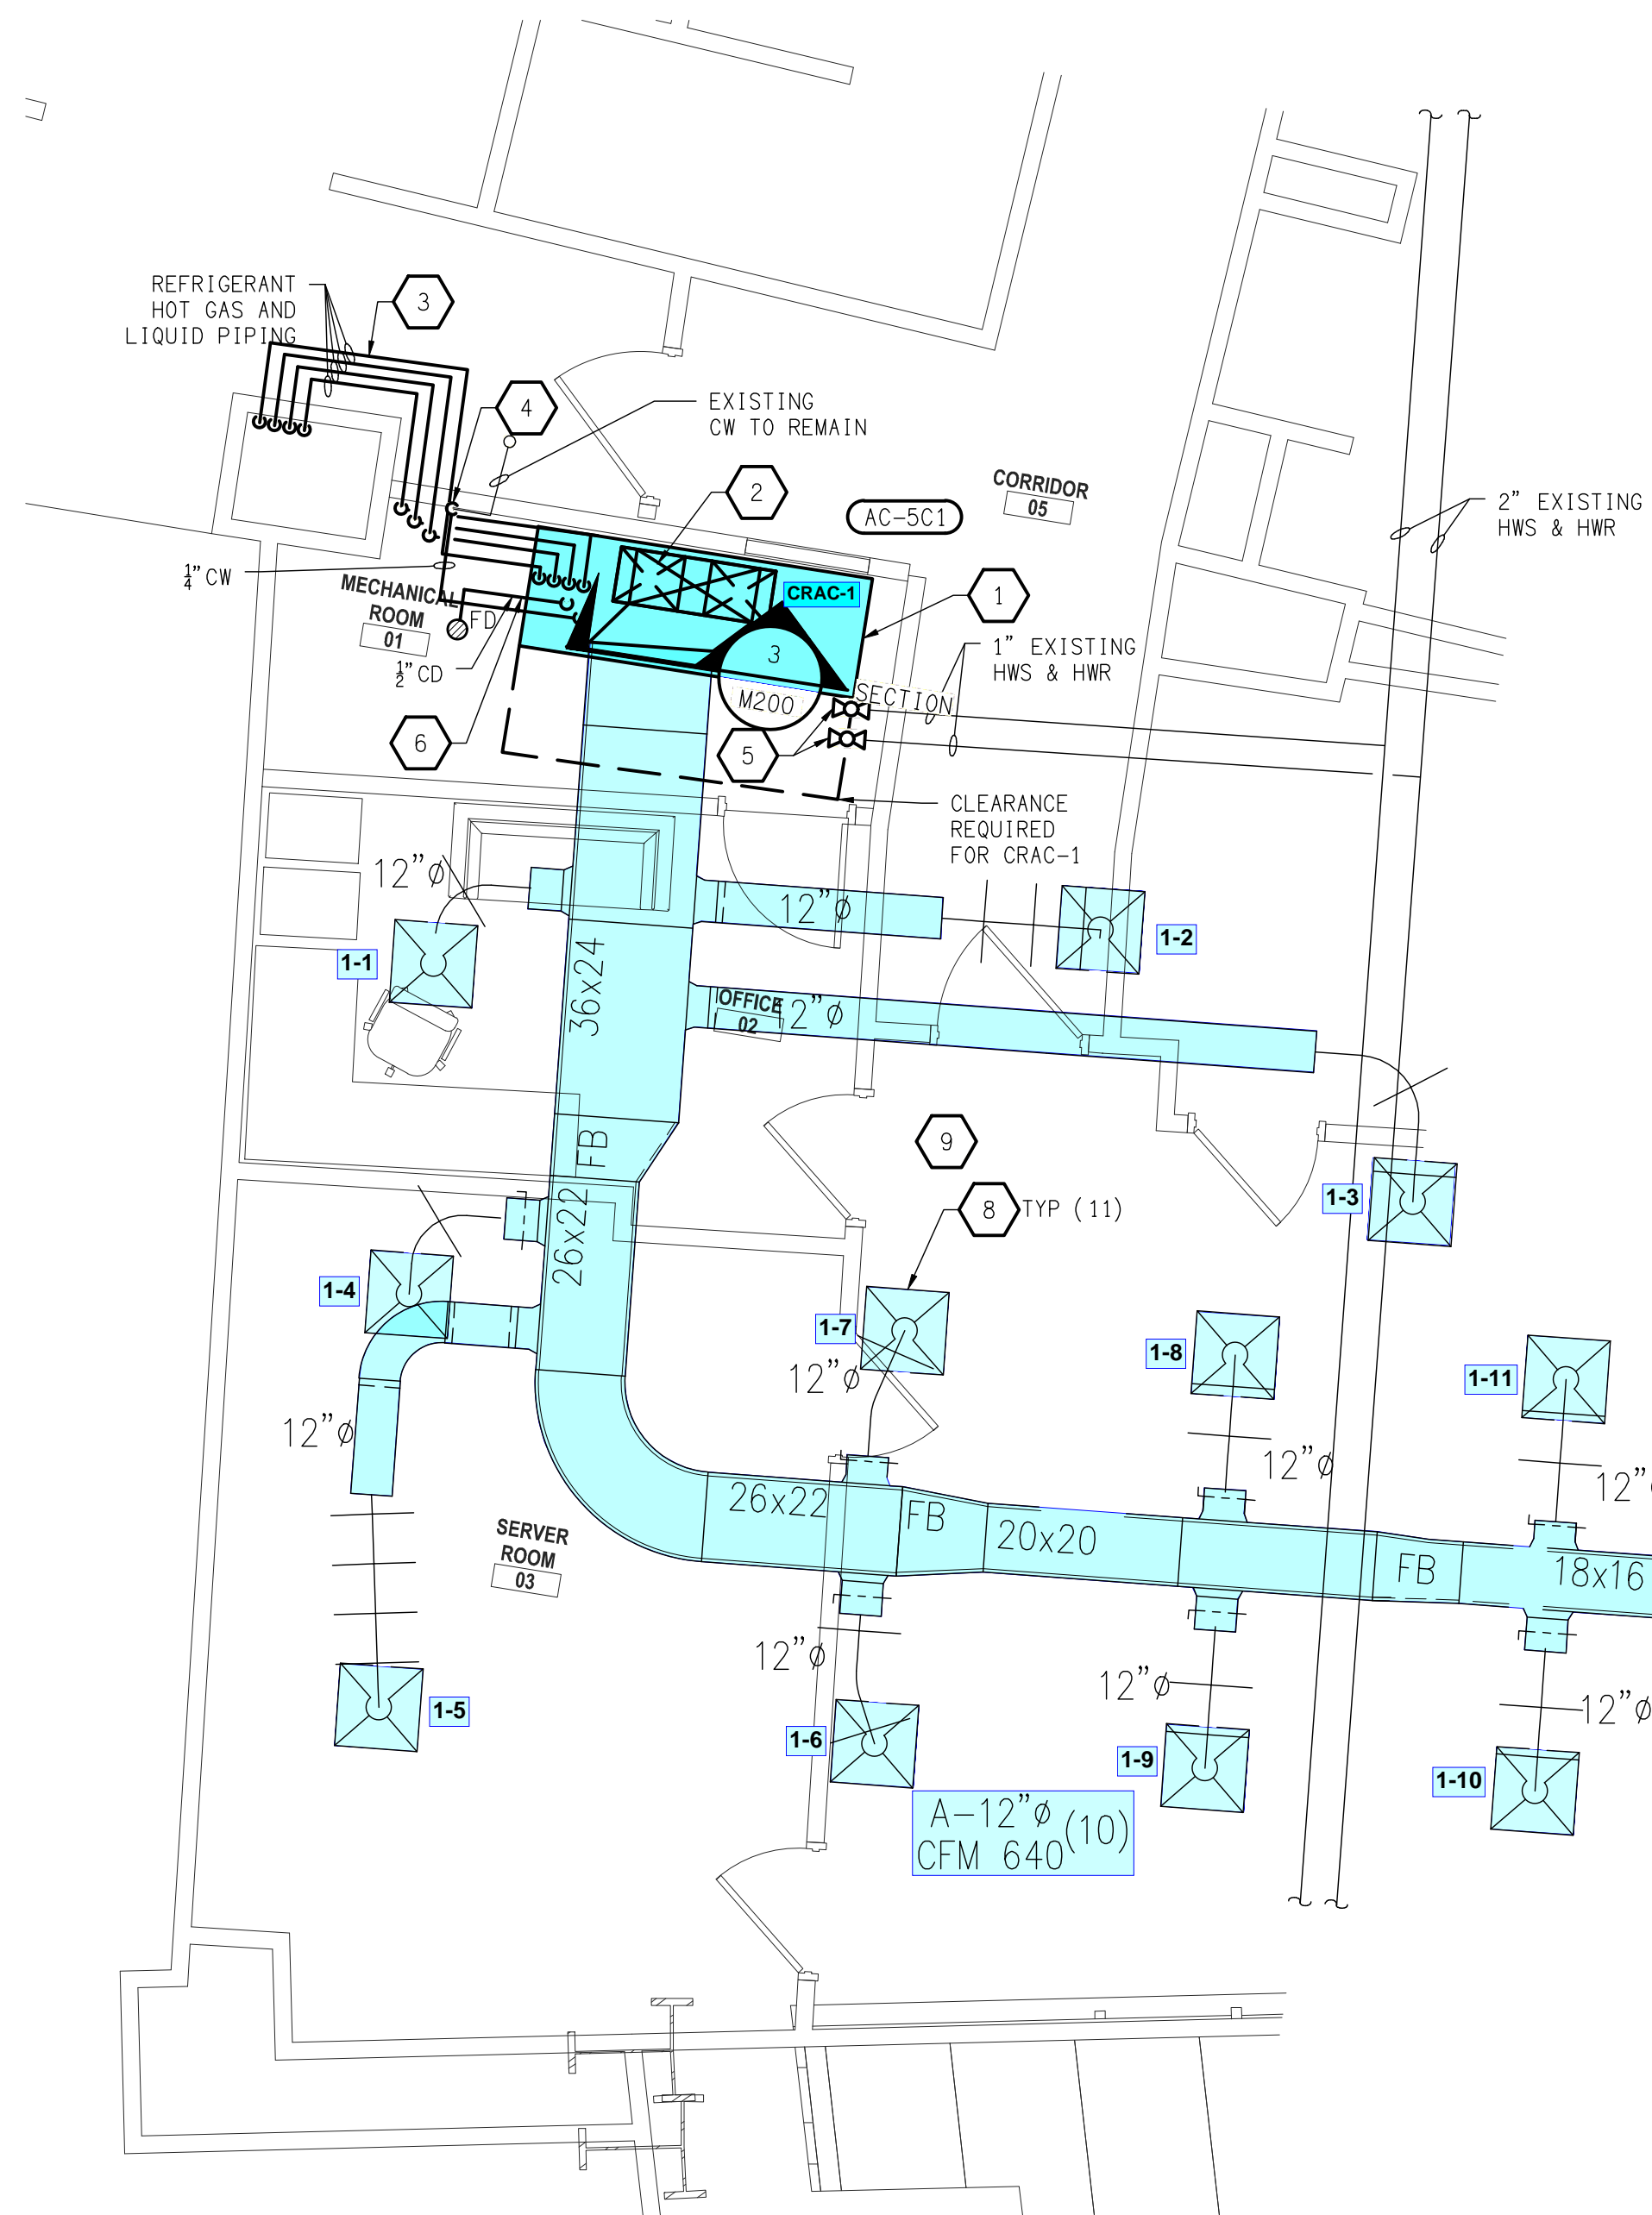 REFRIGERANT
HOT GAS AND
LIQUID PIPING
3
4
EXISTING
CW TO REMAIN
2
AC-5C1
CORRIDOR
05
2" EXISTING
HWS & HWR
1/4" CW
MECHANICAL
ROOM
01
FD
1/2" CD
CRAC-1
1
3
M200
SECTION
1" EXISTING
HWS & HWR
6
5
CLEARANCE
REQUIRED
FOR CRAC-1
12"ø
12"ø
1-1
1-2
36x24
OFFICE
02
2"ø
FB
9
8
TYP (11)
1-3
26x22
1-4
1-7
12"ø
1-8
1-11
12"ø
12"ø
12"
26x22
FB
20x20
FB
18x16
SERVER
ROOM
03
12"ø
12"ø
12"ø
1-5
1-6
1-9
1-10
A-12"ø
CFM 640
(10)